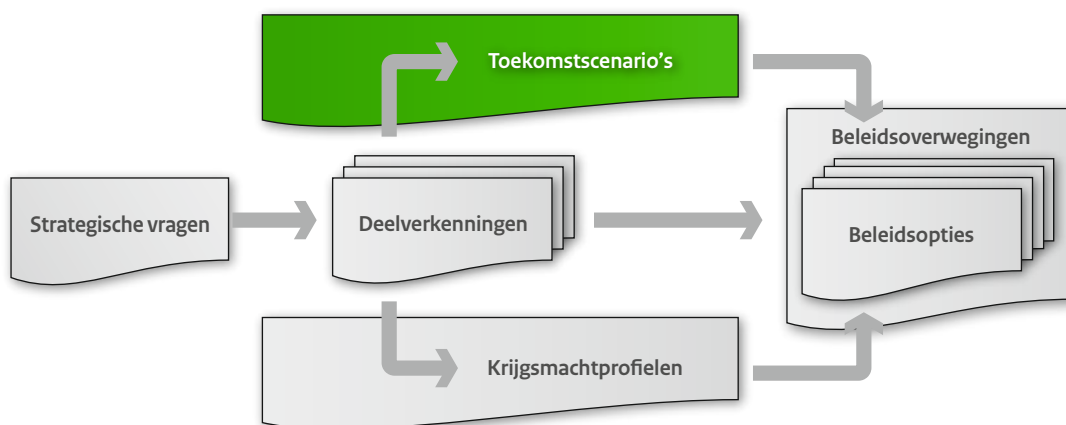 Toekomstscenario's
Beleidsoverwegingen
Strategische vragen
Deelverkenningen
Beleidsopties
Krijgsmachtprofielen